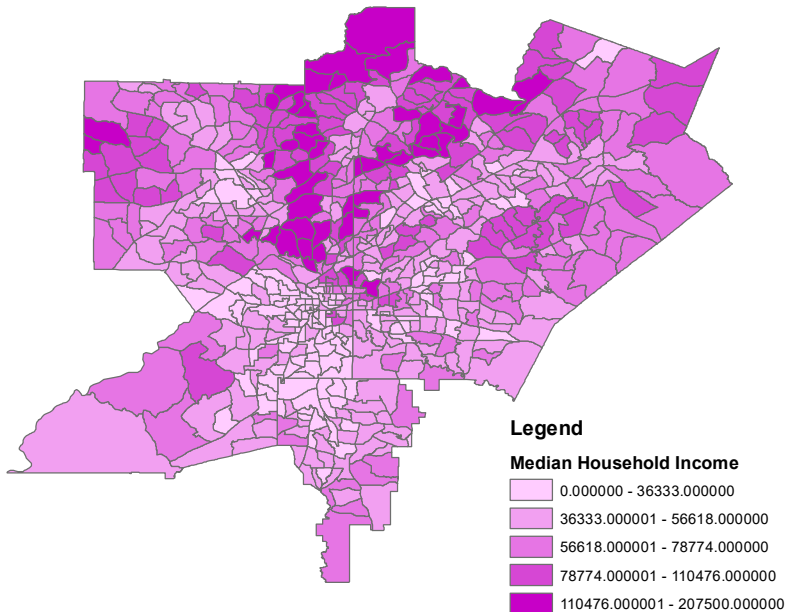 Legend
Median Household Income
0.000000 - 36333.000000
36333.000001 - 56618.000000
56618.000001 - 78774.000000
78774.000001 - 110476.000000
110476.000001 - 207500.000000